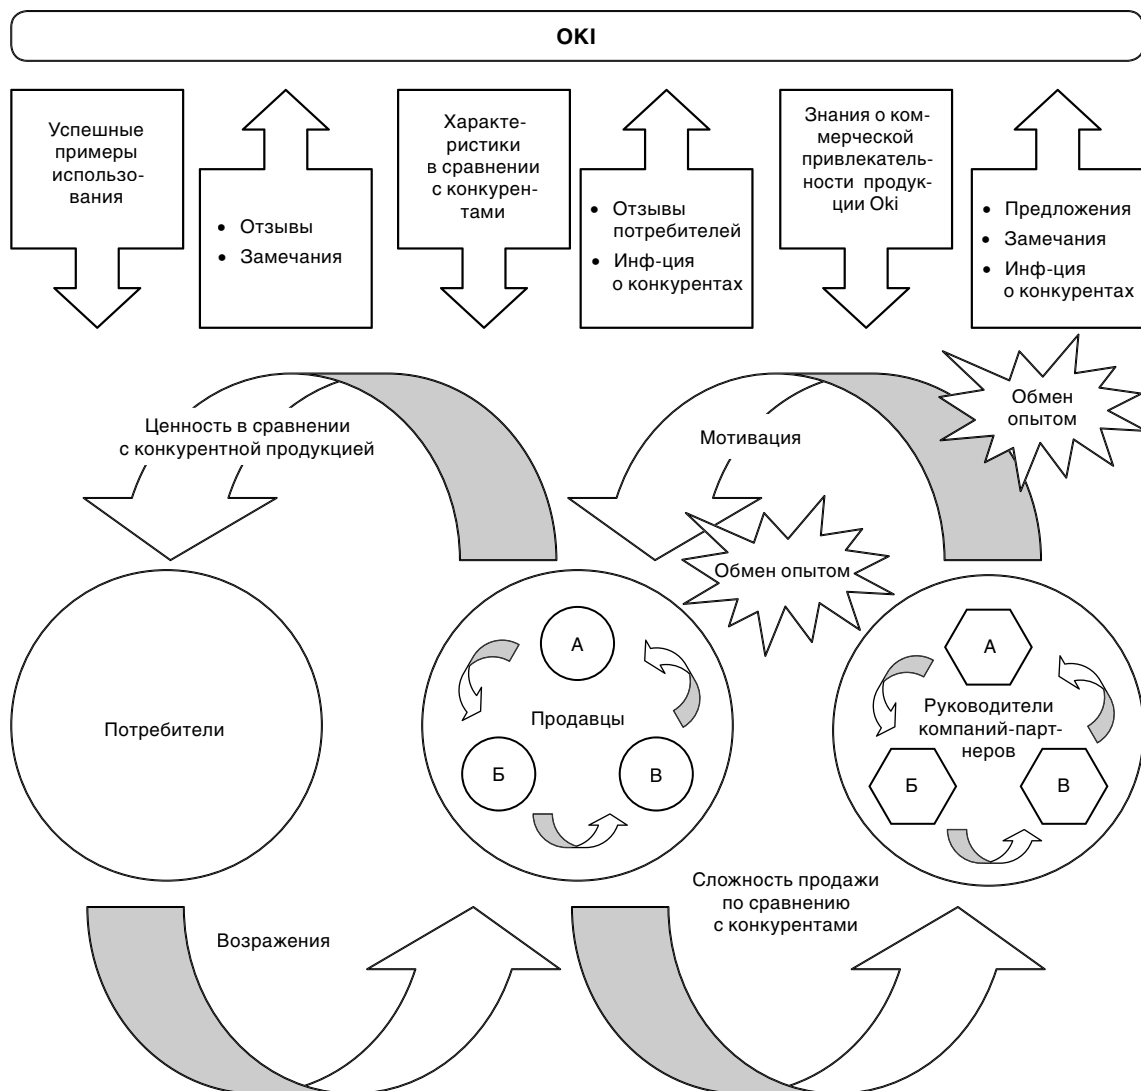 OKI
Успешные
примеры
использо-
вания
• Отзывы
• Замечания
Характе-
ристики
в сравнении
с конкурен-
тами
• Отзывы
потребителей
• Инф-ция
о конкурентах
Знания о ком-
мерческой
привлекатель-
ности продук-
ции Oki
• Предложения
• Замечания
• Инф-ция
о конкурентах
Ценность в сравнении
с конкурентной продукцией
Мотивация
Обмен
опытом
Обмен опытом
Потребители
А
Продавцы
Б
В
А
Руководители
компаний-парт-
неров
Б
В
Возражения
Сложность продажи
по сравнению
с конкурентами